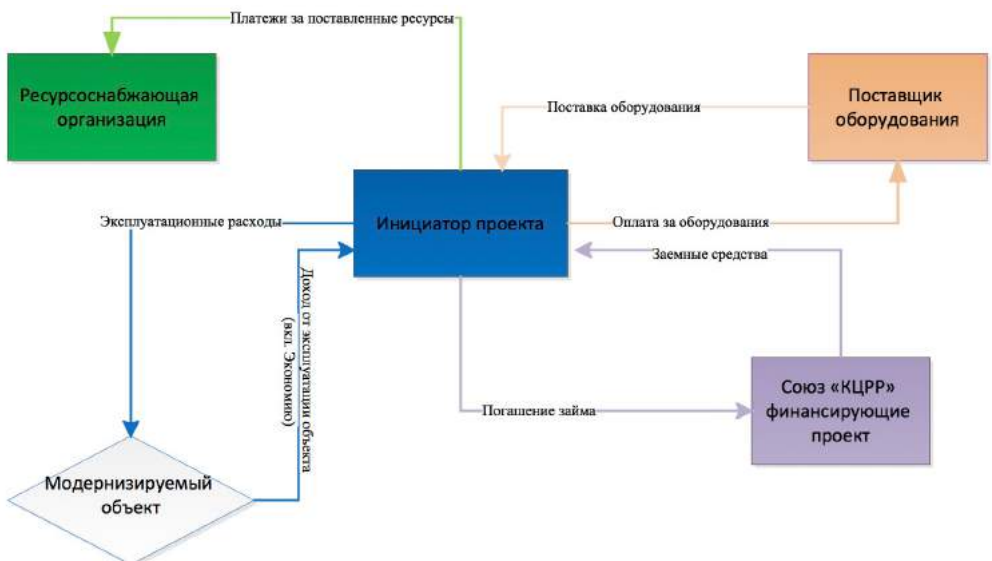 Платежи за поставленные ресурсы
Ресурсоснабжающая
организация
Поставка оборудования
Поставщик
оборудования
Эксплуатационные расходы
Инициатор проекта
Оплата за оборудования
Заемные средства
Доход от эксплуатации объекта
(вкл. Экономию)
Погашение займа
Союз «КЦРР»
финансирующие
проект
Модернизируемый
объект